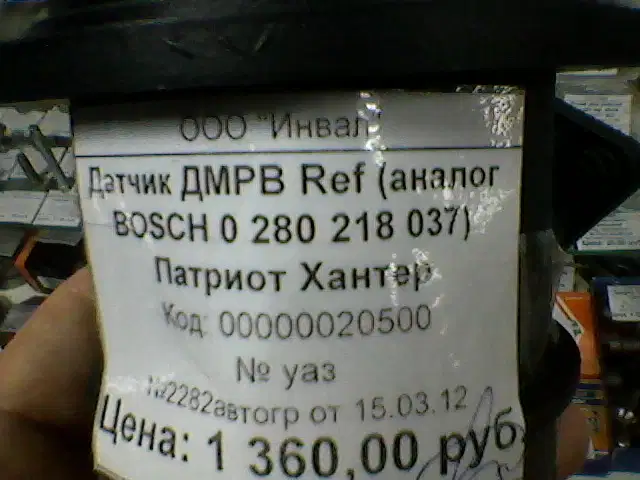 ООО "Инвал"
Датчик ДМРВ Ref (аналог
BOSCH 0 280 218 037)
Патриот Хантер
Код: 00000020500
№ уаз
№2282автогр от 15.03.12
Цена: 1 360,00 руб